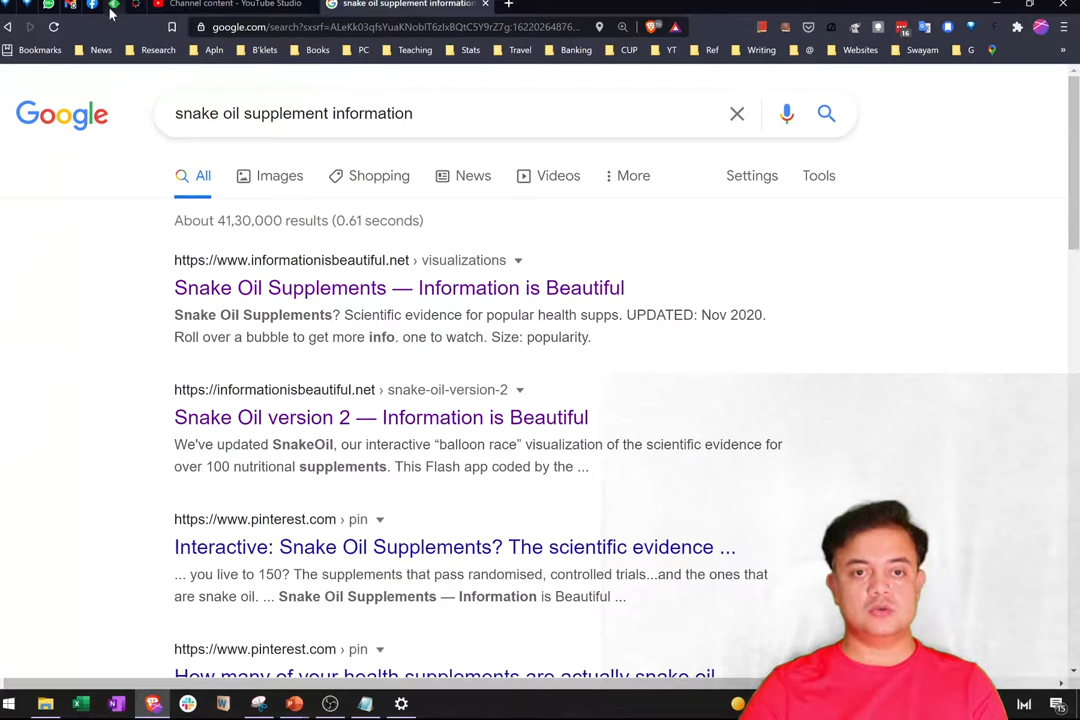 Channel content - YouTube Studio
snake oil supplement information
google.com/search?sxsrf=ALeKk03qfsYuaKNoblT6zIxBQtC5Y9rZ7g:1622026487 6...
Bookmarks News Research ApIn B'klets Books PC Teaching Stats Travel Banking CUP YT Ref Writing @ Websites Swayam G »
Google
snake oil supplement information
All Images Shopping News Videos More Settings Tools
About 41,30,000 results (0.61 seconds)
https://www.informationisbeautiful.net › visualizations
Snake Oil Supplements — Information is Beautiful
Snake Oil Supplements? Scientific evidence for popular health supps. UPDATED: Nov 2020.
Roll over a bubble to get more info. one to watch. Size: popularity.
https://informationisbeautiful.net › snake-oil-version-2
Snake Oil version 2 — Information is Beautiful
We've updated SnakeOil, our interactive “balloon race” visualization of the scientific evidence for
over 100 nutritional supplements. This Flash app coded by the ...
https://www.pinterest.com › pin
Interactive: Snake Oil Supplements? The scientific evidence ...
... you live to 150? The supplements that pass randomised, controlled trials...and the ones that
are snake oil. ... Snake Oil Supplements — Information is Beautiful ...
https://www.pinterest.com › pin
How many of your health supplements are actually snake oil